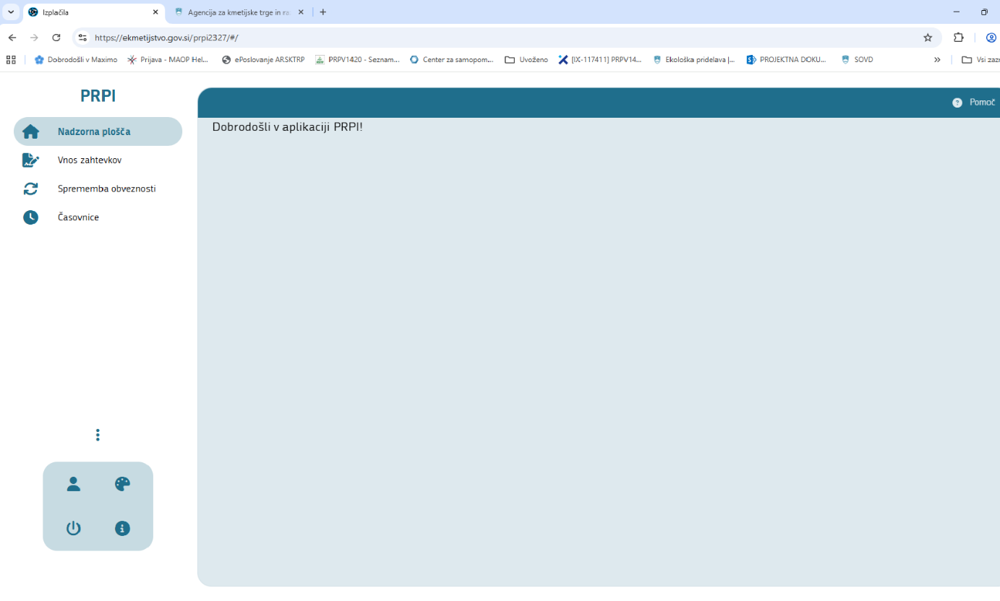 Izplačila
Agencija za kmetijske trge in ra
https://ekmetijstvo.gov.si/prpi2327/#/
Dobrodošli v Maximo
Prijava - MAOP Hel...
ePoslovanje ARSKTRP
PRPV1420 - Seznam...
Center za samopom...
Uvoženo
[IX-117411] PRPV14...
Ekološka pridelava |...
PROJEKTNA DOKU...
SOVD
»
Vsi zaz
PRPI
Pomoč
Nadzorna plošča
Dobrodošli v aplikaciji PRPI!
Vnos zahtevkov
Sprememba obveznosti
Časovnice